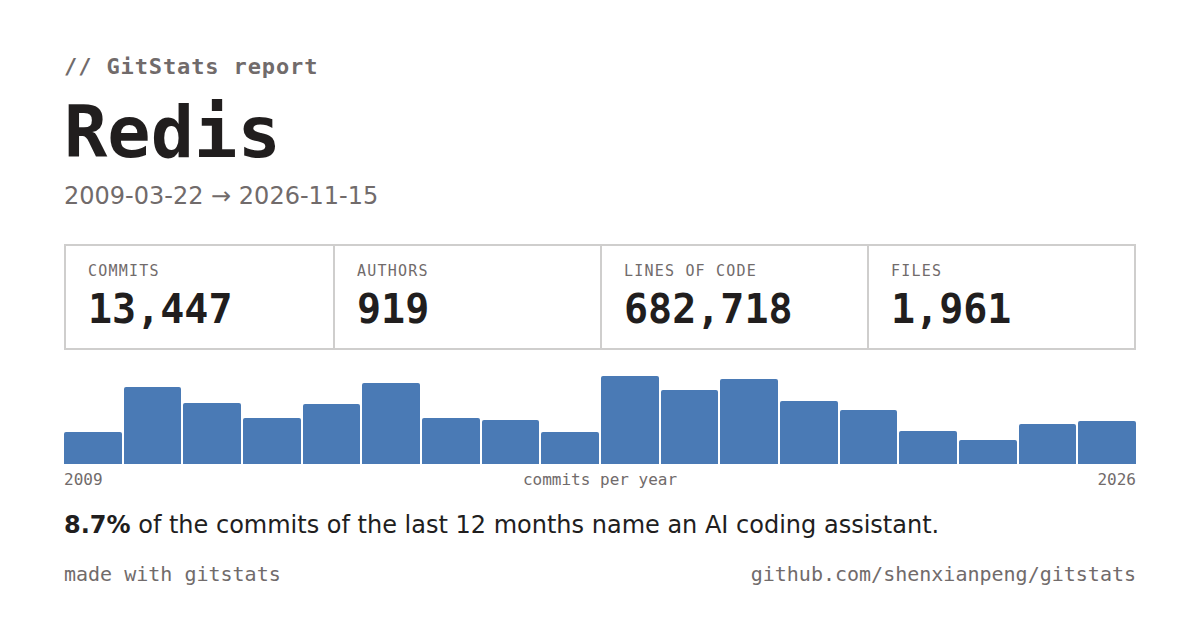 // GitStats report
Redis
2009-03-22 → 2026-11-15
COMMITS AUTHORS LINES OF CODE FILES
13,447 919 682,718 1,961
2009 commits per year 2026
8.7% of the commits of the last 12 months name an AI coding assistant.
made with gitstats github.com/shenxianpeng/gitstats